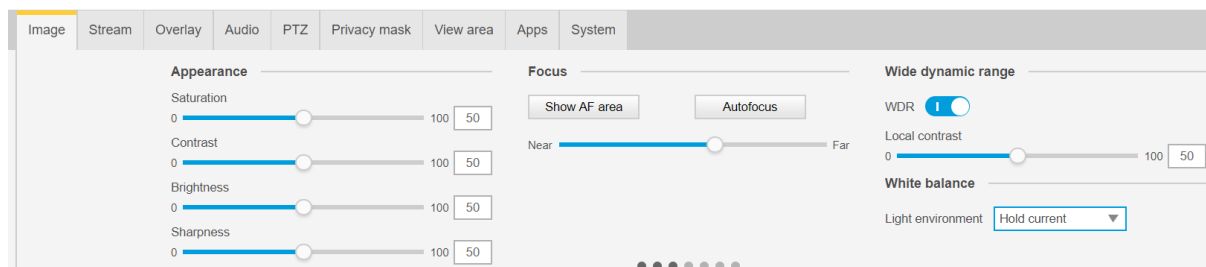 Image Stream Overlay Audio PTZ Privacy mask View area Apps System
Appearance
Saturation
0 100 50
Contrast
0 100 50
Brightness
0 100 50
Sharpness
0 100 50
Focus
Show AF area Autofocus
Near Far
Wide dynamic range
WDR I
Local contrast
0 100 50
White balance
Light environment Hold current